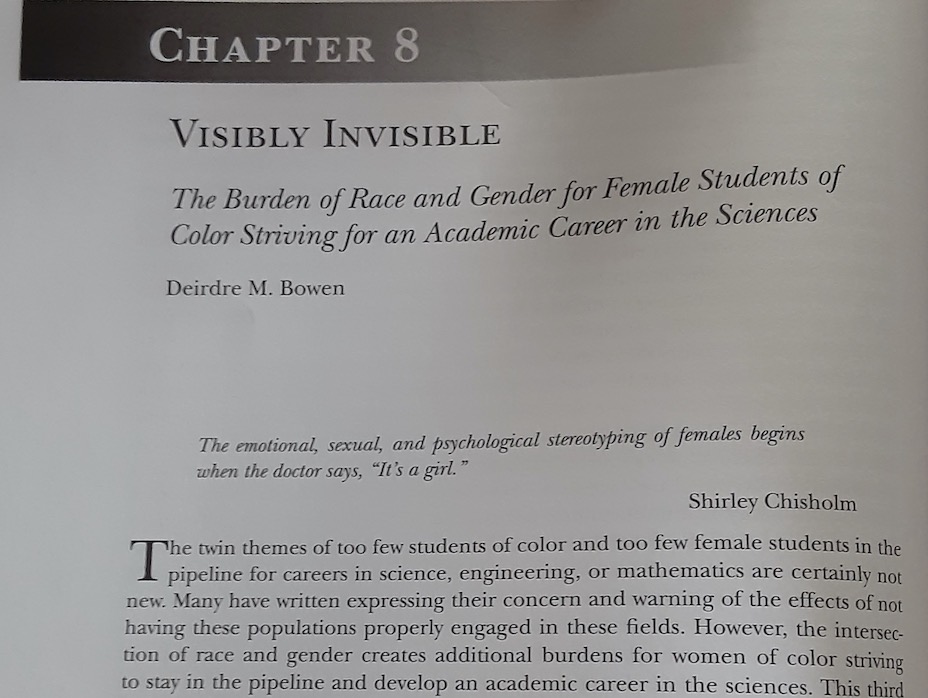 CHAPTER 8
VISIBLY INVISIBLE
The Burden of Race and Gender for Female Students of
Color Striving for an Academic Career in the Sciences
Deirdre M. Bowen
The emotional, sexual, and psychological stereotyping of females begins
when the doctor says, “It’s a girl.”
Shirley Chisholm
The twin themes of too few students of color and too few female students in the
pipeline for careers in science, engineering, or mathematics are certainly not
new. Many have written expressing their concern and warning of the effects of not
having these populations properly engaged in these fields. However, the intersec-
tion of race and gender creates additional burdens for women of color striving
to stay in the pipeline and develop an academic career in the sciences. This third